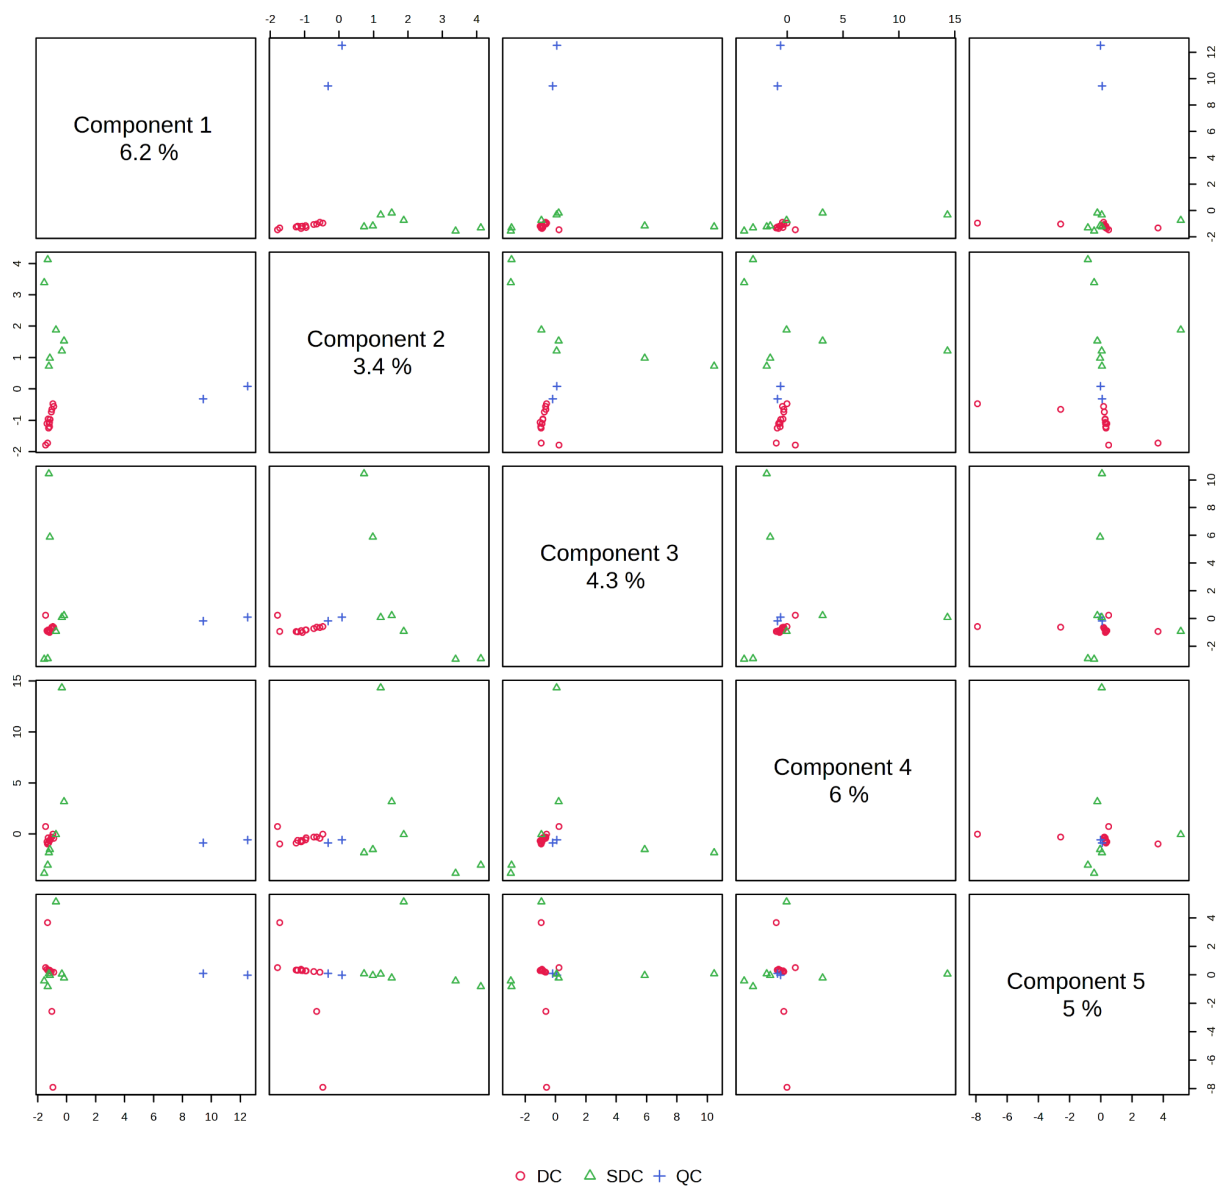 -2 -1 0 1 2 3 4
0 5 10 15
Component 1
6.2 %
-2 0 2 4 6 8 10 12
-2 -1 0 1 2 3 4
Component 2
3.4 %
Component 3
4.3 %
-2 0 2 4 6 8 10
0 5 10 15
Component 4
6 %
Component 5
5 %
-8 -6 -4 -2 0 2 4
-2 0 2 4 6 8 10 12
-2 0 2 4 6 8 10
-8 -6 -4 -2 0 2 4
DC SDC QC